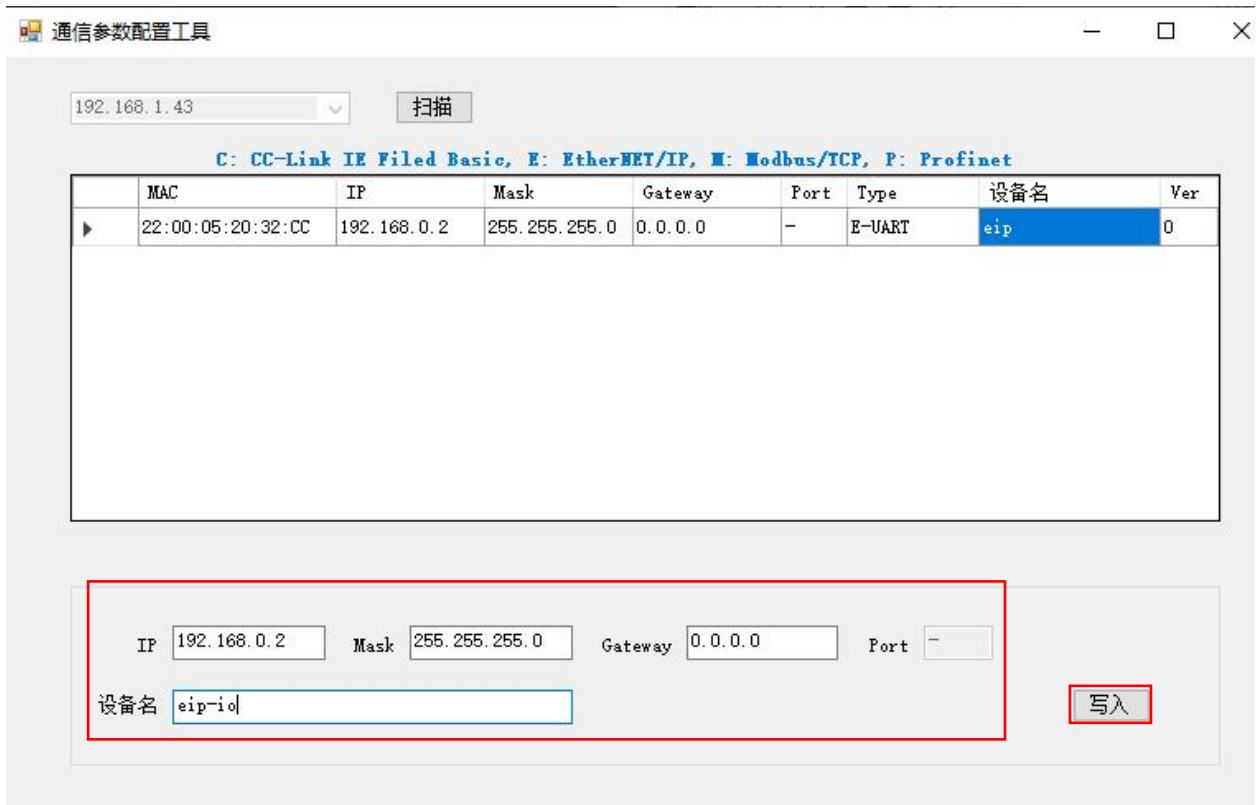 通信参数配置工具
192.168.1.43 扫描
C: CC-Link IE Filed Basic, E: EtherNET/IP, M: Modbus/TCP, P: Profinet
MAC IP Mask Gateway Port Type 设备名 Ver
22:00:05:20:32:CC 192.168.0.2 255.255.255.0 0.0.0.0 - E-UART eip 0
IP 192.168.0.2 Mask 255.255.255.0 Gateway 0.0.0.0 Port -
设备名 eip-io 写入